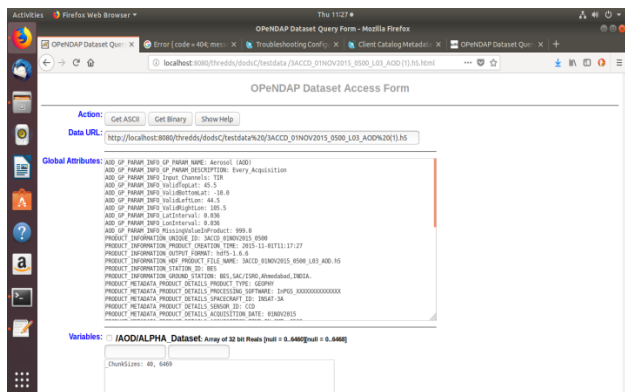 Activities Firefox Web Browser Thu 11:27
OPeNDAP Dataset Query Form - Mozilla Firefox
OPeNDAP Dataset Quer X Error { code = 404; mess X Troubleshooting Config X Client Catalog Metadata X OPeNDAP Dataset Quer X +
localhost:8080/thredds/dodsC/testdata /3ACCD_01NOV2015_0500_L03_AOD (1).h5.html
OPeNDAP Dataset Access Form
Action: Get ASCII Get Binary Show Help
Data URL: http://localhost:8080/thredds/dodsC/testdata%20/3ACCD_01NOV2015_0500_L03_AOD%20(1).h5
Global Attributes: AOD_GP_PARAM_INFO_GP_PARAM_NAME: Aerosol (AOD)
AOD_GP_PARAM_INFO_GP_PARAM_DESCRIPTION: Every_Acquisition
AOD_GP_PARAM_INFO_Input_Channels: TIR
AOD_GP_PARAM_INFO_ValidTopLat: 45.5
AOD_GP_PARAM_INFO_ValidBottomLat: -10.0
AOD_GP_PARAM_INFO_ValidLeftLon: 44.5
AOD_GP_PARAM_INFO_ValidRightLon: 105.5
AOD_GP_PARAM_INFO_LatInterval: 0.036
AOD_GP_PARAM_INFO_LonInterval: 0.036
AOD_GP_PARAM_INFO_MissingValueInProduct: 999.0
PRODUCT_INFORMATION_UNIQUE_ID: 3ACCD_01NOV2015_0500
PRODUCT_INFORMATION_PRODUCT_CREATION_TIME: 2015-11-01T11:17:27
PRODUCT_INFORMATION_OUTPUT_FORMAT: hdf5-1.6.6
PRODUCT_INFORMATION_HDF_PRODUCT_FILE_NAME: 3ACCD_01NOV2015_0500_L03_AOD.h5
PRODUCT_INFORMATION_STATION_ID: BES
PRODUCT_INFORMATION_GROUND_STATION: BES,SAC/ISRO,Ahmedabad,INDIA.
PRODUCT_METADATA_PRODUCT_DETAILS_PRODUCT_TYPE: GEOPHY
PRODUCT_METADATA_PRODUCT_DETAILS_PROCESSING_SOFTWARE: InPGS_XXXXXXXXXXXXXX
PRODUCT_METADATA_PRODUCT_DETAILS_SPACECRAFT_ID: INSAT-3A
PRODUCT_METADATA_PRODUCT_DETAILS_SENSOR_ID: CCD
PRODUCT_METADATA_PRODUCT_DETAILS_ACQUISITION_DATE: 01NOV2015
Variables: /AOD/ALPHA_Dataset: Array of 32 bit Reals [null = 0..6460][null = 0..6468]
_ChunkSizes: 40, 6469